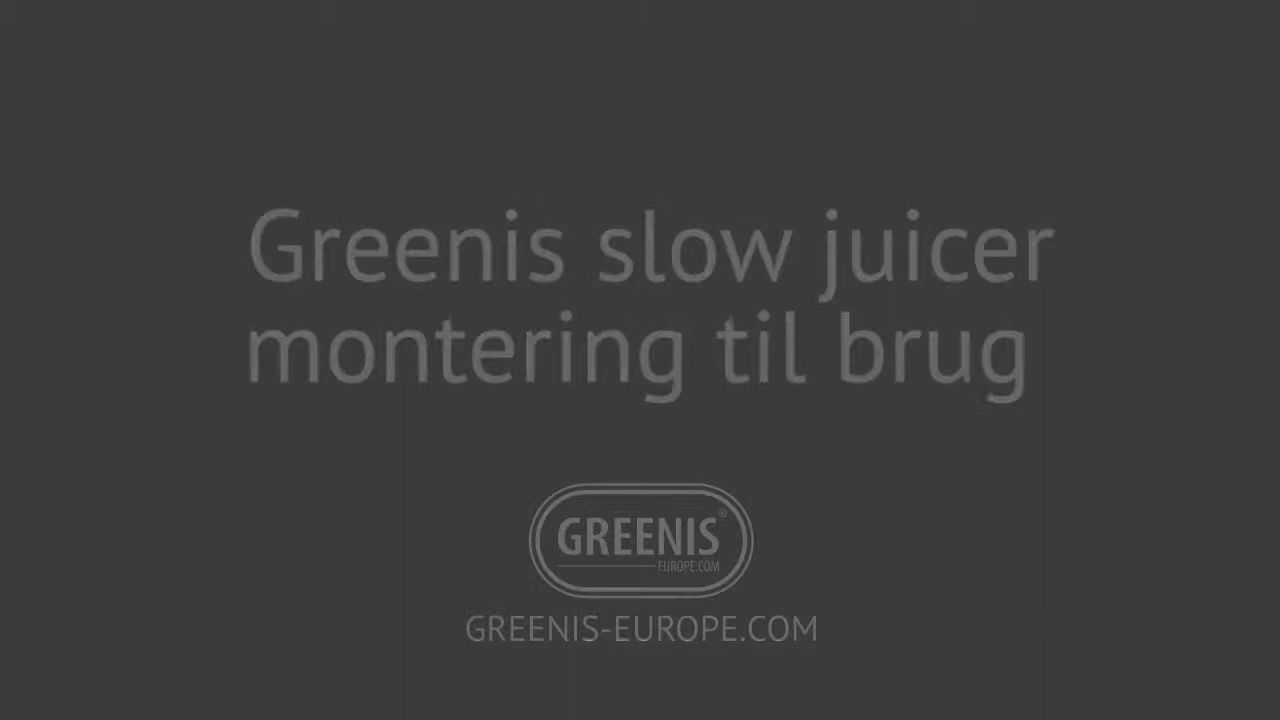 Greenis slow juicer
montering til brug
GREENIS®
EUROPE.COM
GREENIS-EUROPE.COM